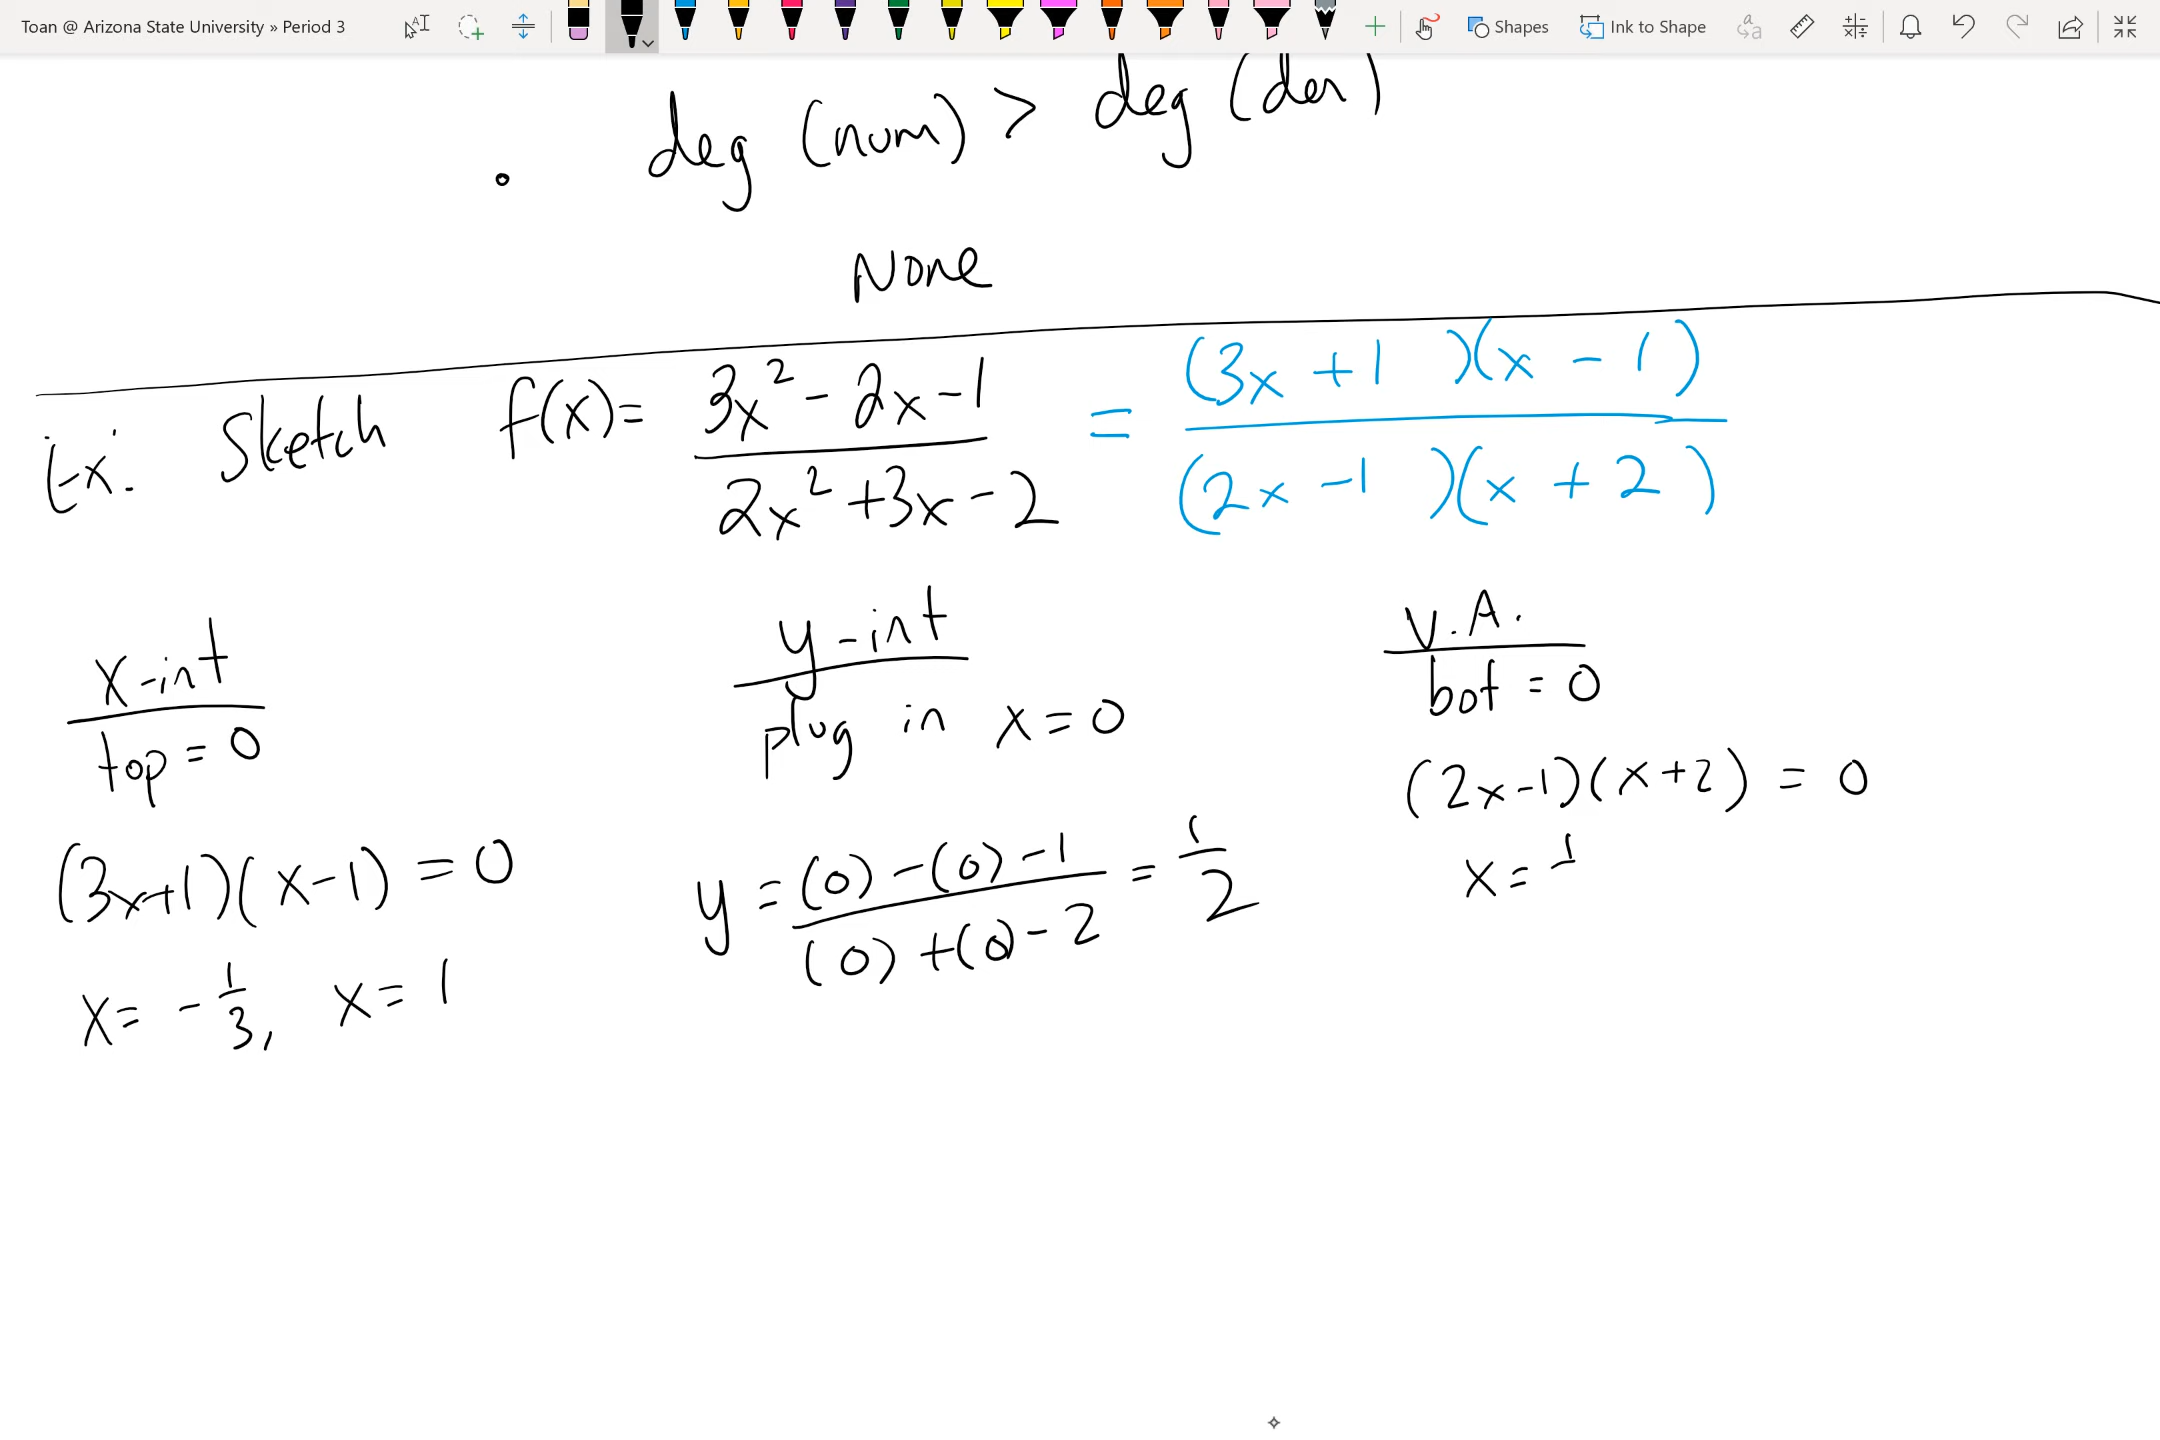 Toan @ Arizona State University » Period 3
Shapes
Ink to Shape
deg (num) > deg (den)
None
Ex: Sketch f(x) = (3x² - 2x - 1)/(2x² + 3x - 2) = (3x + 1)(x - 1)/(2x - 1)(x + 2)
x-int
top = 0
(3x+1)(x-1) = 0
x = -1/3, x = 1
y-int
plug in x = 0
y = ((0) - (0) - 1)/((0) + (0) - 2) = 1/2
V.A.
bot = 0
(2x-1)(x+2) = 0
x = 1